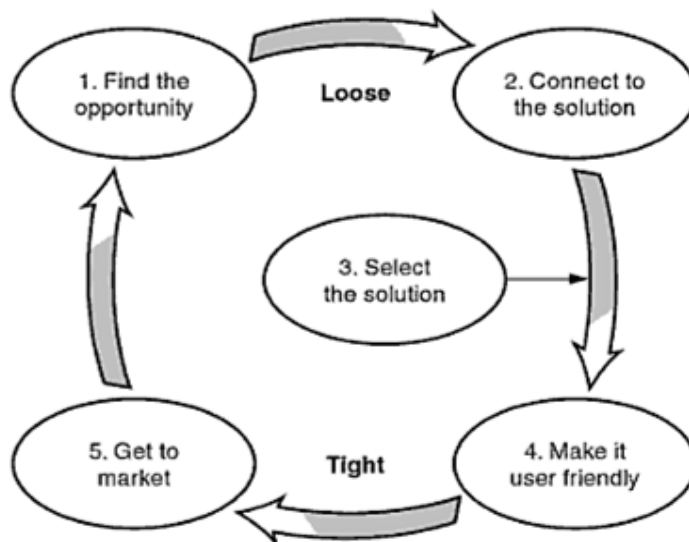 1. Find the
opportunity
Loose
2. Connect to
the solution
3. Select
the solution
5. Get to
market
Tight
4. Make it
user friendly